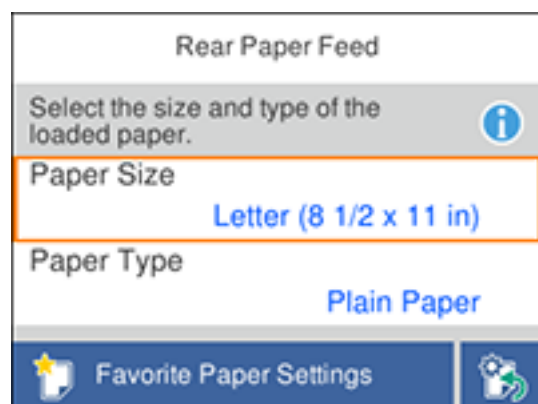 Rear Paper Feed
Select the size and type of the
loaded paper.
Paper Size
Letter (8 1/2 x 11 in)
Paper Type
Plain Paper
Favorite Paper Settings